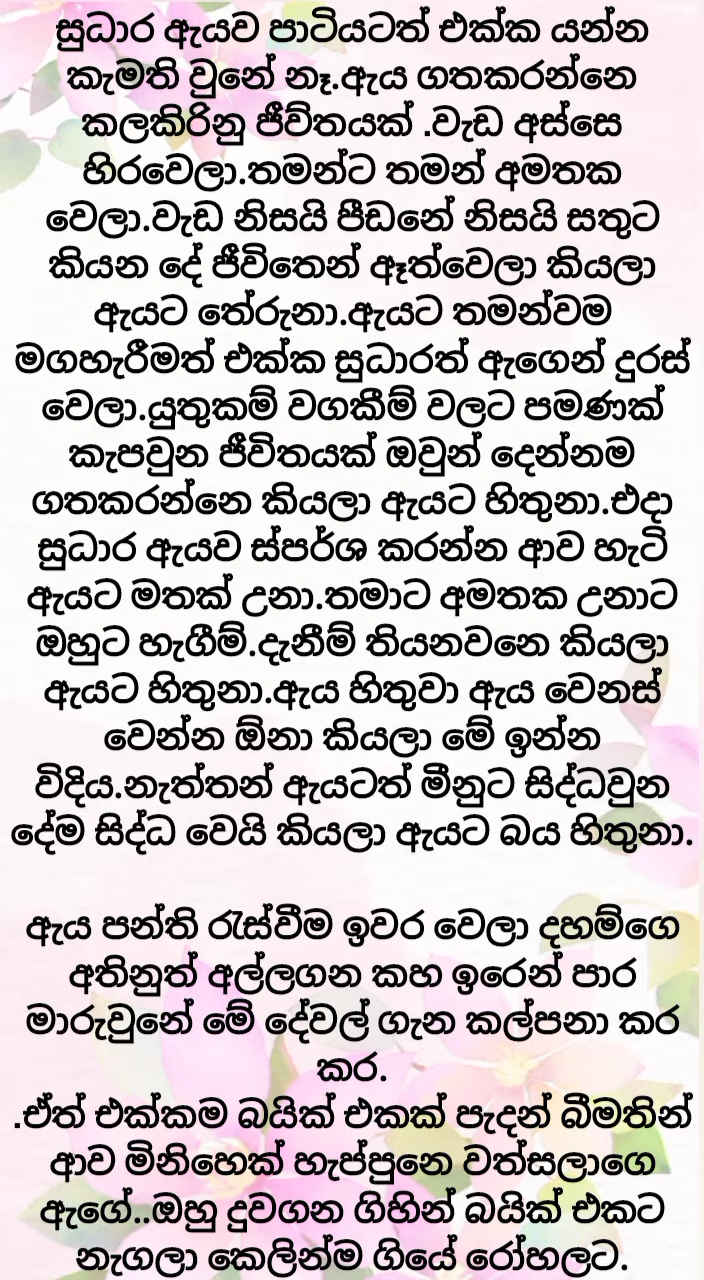 සුධාර ඇයව පාටියටත් එක්ක යන්න
කැමති වුනේ නෑ.ඇය ගතකරන්නෙ
කලකිරිනු ජීවිතයක් .වැඩ අස්සෙ
හිරවෙලා.තමන්ට තමන් අමතක
වෙලා.වැඩ නිසයි පීඩනේ නිසයි සතුට
කියන දේ ජීවිතෙන් ඈත්වෙලා කියලා
ඇයට තේරුනා.ඇයට තමන්වම
මගහැරීමත් එක්ක සුධාරත් ඇගෙන් දුරස්
වෙලා.යුතුකම් වගකීම් වලට පමණක්
කැපවුන ජීවිතයක් ඔවුන් දෙන්නම
ගතකරන්නෙ කියලා ඇයට හිතුනා.එදා
සුධාර ඇයව ස්පර්ශ කරන්න ආව හැටි
ඇයට මතක් උනා.තමාට අමතක උනාට
ඔහුට හැගීම්.දැනීම් තියනවනෙ කියලා
ඇයට හිතුනා.ඇය හිතුවා ඇය වෙනස්
වෙන්න ඕනා කියලා මේ ඉන්න
විදිය.නැත්තන් ඇයටත් මීනුට සිද්ධවුන
දේම සිද්ධ වෙයි කියලා ඇයට බය හිතුනා.
ඇය පන්ති රැස්වීම ඉවර වෙලා දහම්ගෙ
අතිනුත් අල්ලගන කහ ඉරෙන් පාර
මාරුවුනේ මේ දේවල් ගැන කල්පනා කර
කර.
.ඒත් එක්කම බයික් එකක් පැදන් බීමතින්
ආව මිනිහෙක් හැප්පුනෙ වත්සලාගෙ
ඇගේ..ඔහු දුවගන ගිහින් බයික් එකට
නැගලා කෙලින්ම ගියේ රෝහලට.